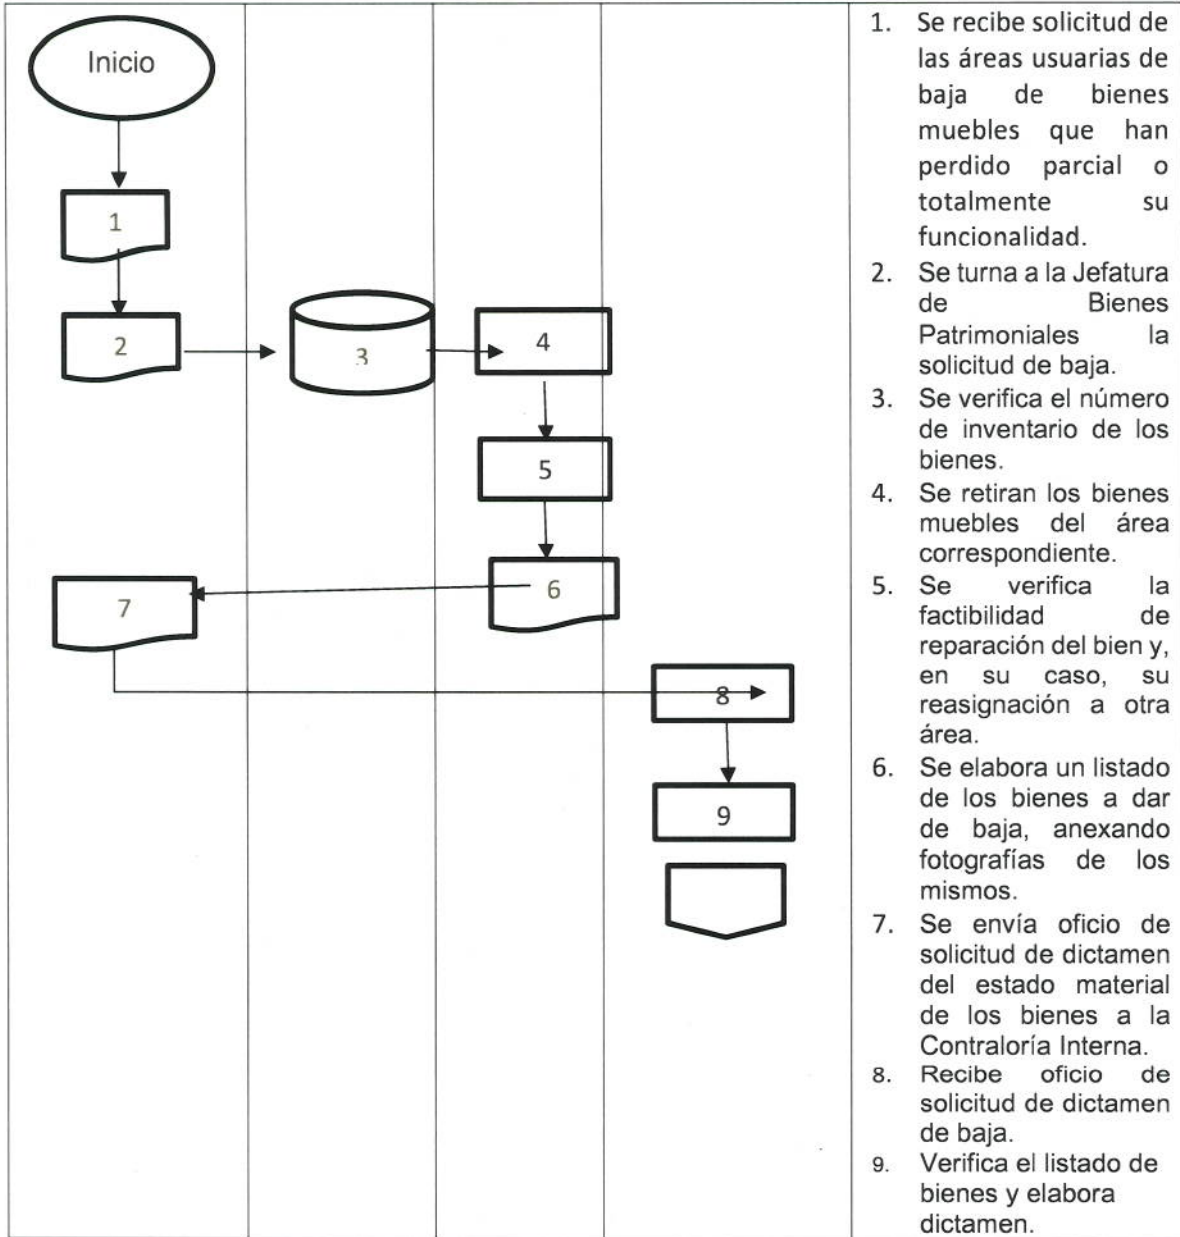 Inicio
1
2
3
4
5
6
7
8
9
1. Se recibe solicitud de
las áreas usuarias de
baja de bienes
muebles que han
perdido parcial o
totalmente su
funcionalidad.
2. Se turna a la Jefatura
de Bienes
Patrimoniales la
solicitud de baja.
3. Se verifica el número
de inventario de los
bienes.
4. Se retiran los bienes
muebles del área
correspondiente.
5. Se verifica la
factibilidad de
reparación del bien y,
en su caso, su
reasignación a otra
área.
6. Se elabora un listado
de los bienes a dar
de baja, anexando
fotografías de los
mismos.
7. Se envía oficio de
solicitud de dictamen
del estado material
de los bienes a la
Contraloría Interna.
8. Recibe oficio de
solicitud de dictamen
de baja.
9. Verifica el listado de
bienes y elabora
dictamen.